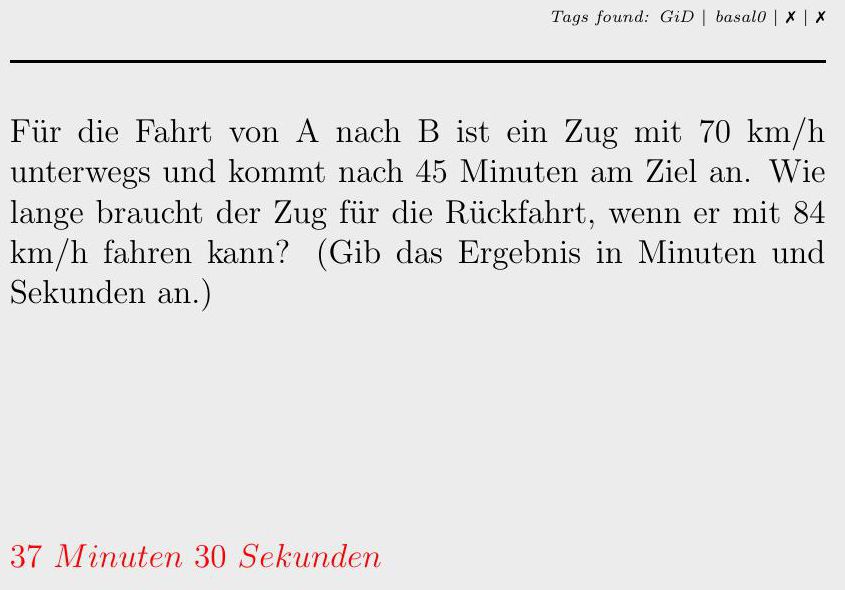 Tags found: GiD | basal0 | ✗ | ✗
Für die Fahrt von A nach B ist ein Zug mit 70 km/h
unterwegs und kommt nach 45 Minuten am Ziel an. Wie
lange braucht der Zug für die Rückfahrt, wenn er mit 84
km/h fahren kann? (Gib das Ergebnis in Minuten und
Sekunden an.)
37 Minuten 30 Sekunden